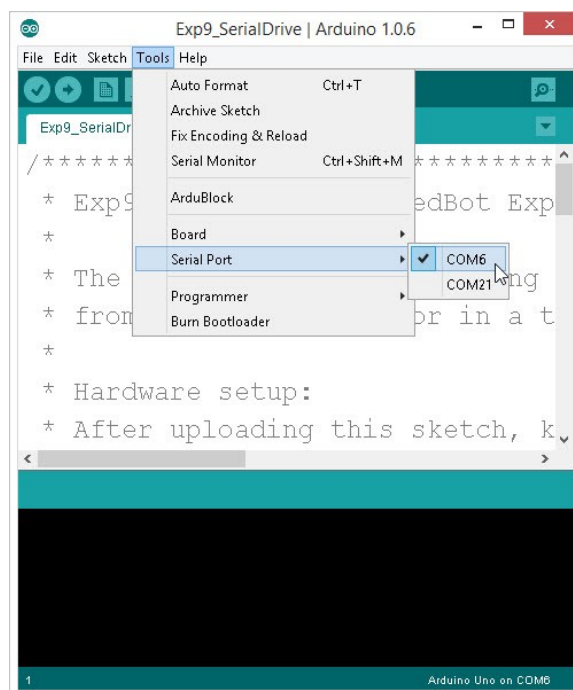 Exp9_SerialDrive | Arduino 1.0.6
File Edit Sketch Tools Help
Auto Format Ctrl+T
Archive Sketch
Exp9_SerialDr
Fix Encoding & Reload
Serial Monitor Ctrl+Shift+M
/****** *********
ArduBlock
* Exp9 edBot Exp
*
Board
Serial Port COM6
* The ng
COM21
Programmer
* from or in a t
Burn Bootloader
*
* Hardware setup:
* After uploading this sketch, k
1 Arduino Uno on COM6